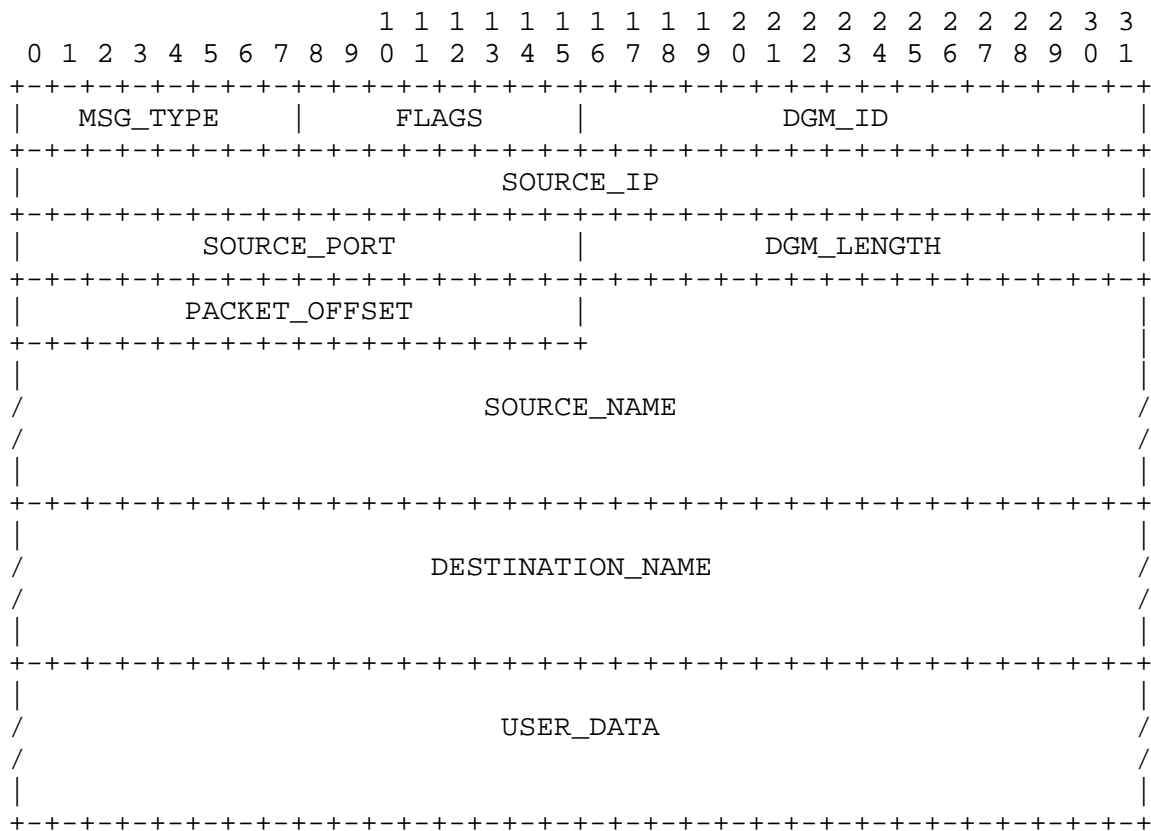 1 1 1 1 1 1 1 1 1 1 2 2 2 2 2 2 2 2 2 2 3 3
 0 1 2 3 4 5 6 7 8 9 0 1 2 3 4 5 6 7 8 9 0 1 2 3 4 5 6 7 8 9 0 1
+-+-+-+-+-+-+-+-+-+-+-+-+-+-+-+-+-+-+-+-+-+-+-+-+-+-+-+-+-+-+-+-+
|   MSG_TYPE    |     FLAGS     |           DGM_ID              |
+-+-+-+-+-+-+-+-+-+-+-+-+-+-+-+-+-+-+-+-+-+-+-+-+-+-+-+-+-+-+-+-+
|                           SOURCE_IP                           |
+-+-+-+-+-+-+-+-+-+-+-+-+-+-+-+-+-+-+-+-+-+-+-+-+-+-+-+-+-+-+-+-+
|          SOURCE_PORT          |          DGM_LENGTH           |
+-+-+-+-+-+-+-+-+-+-+-+-+-+-+-+-+-+-+-+-+-+-+-+-+-+-+-+-+-+-+-+-+
|         PACKET_OFFSET         |                               |
+-+-+-+-+-+-+-+-+-+-+-+-+-+-+-+-+                               |
|                                                               |
/                          SOURCE_NAME                          /
/                                                               /
|                                                               |
+-+-+-+-+-+-+-+-+-+-+-+-+-+-+-+-+-+-+-+-+-+-+-+-+-+-+-+-+-+-+-+-+
|                                                               |
/                       DESTINATION_NAME                        /
/                                                               /
|                                                               |
+-+-+-+-+-+-+-+-+-+-+-+-+-+-+-+-+-+-+-+-+-+-+-+-+-+-+-+-+-+-+-+-+
|                                                               |
/                           USER_DATA                           /
/                                                               /
|                                                               |
+-+-+-+-+-+-+-+-+-+-+-+-+-+-+-+-+-+-+-+-+-+-+-+-+-+-+-+-+-+-+-+-+